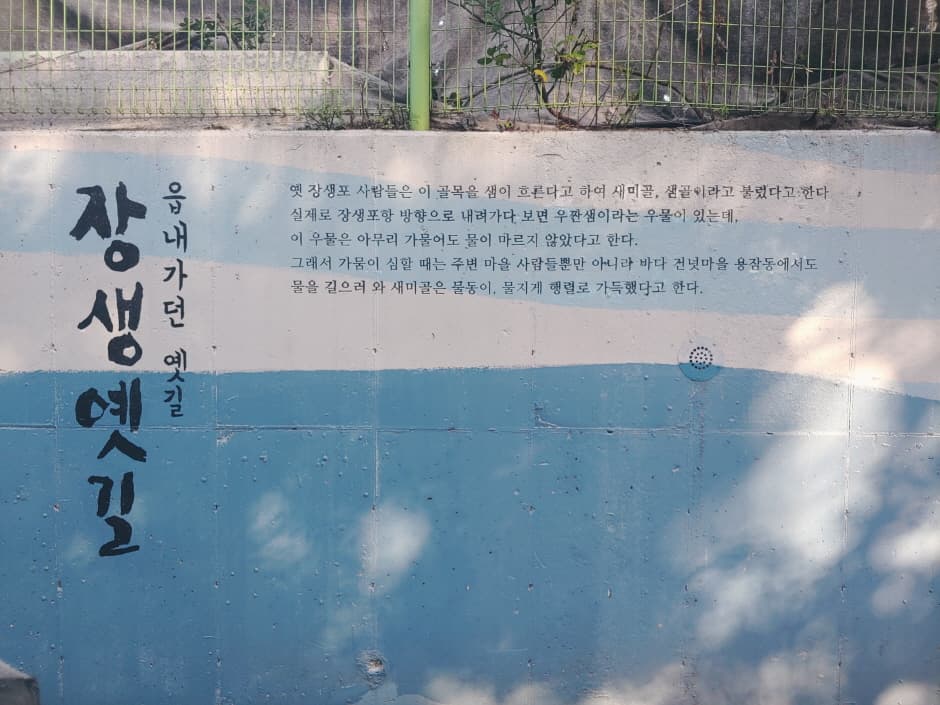 장생옛길
읍내가던 옛길
옛 장생포 사람들은 이 골목을 샘이 흐른다고 하여 새미골, 샘골이라고 불렀다고 한다
실제로 장생포항 방향으로 내려가다 보면 우짠샘이라는 우물이 있는데,
이 우물은 아무리 가물어도 물이 마르지 않았다고 한다.
그래서 가뭄이 심할 때는 주변 마을 사람들뿐만 아니라 바다 건넛마을 용잠동에서도
물을 길으러 와 새미골은 물동이, 물지게 행렬로 가득했다고 한다.